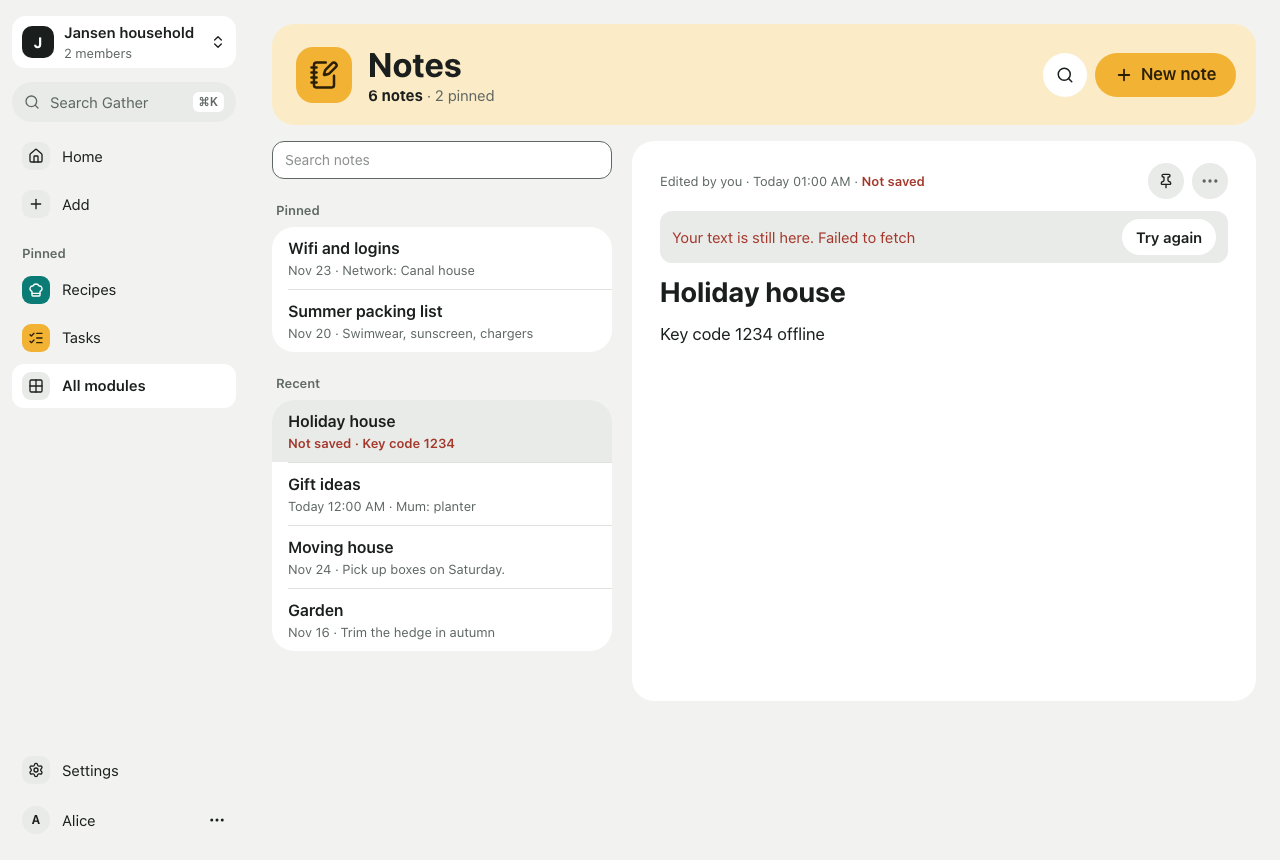 J
Jansen household
2 members
Search Gather ⌘K
Home
Add
Pinned
Recipes
Tasks
All modules
Settings
A Alice
Notes
6 notes · 2 pinned
New note
Search notes
Pinned
Wifi and logins
Nov 23 · Network: Canal house
Summer packing list
Nov 20 · Swimwear, sunscreen, chargers
Recent
Holiday house
Not saved · Key code 1234
Gift ideas
Today 12:00 AM · Mum: planter
Moving house
Nov 24 · Pick up boxes on Saturday.
Garden
Nov 16 · Trim the hedge in autumn
Edited by you · Today 01:00 AM · Not saved
Your text is still here. Failed to fetch
Try again
Holiday house
Key code 1234 offline